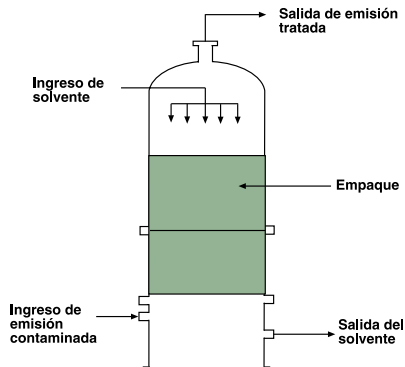 Salida de emisión
tratada
Ingreso de
solvente
Empaque
Ingreso de
emisión
contaminada
Salida del
solvente